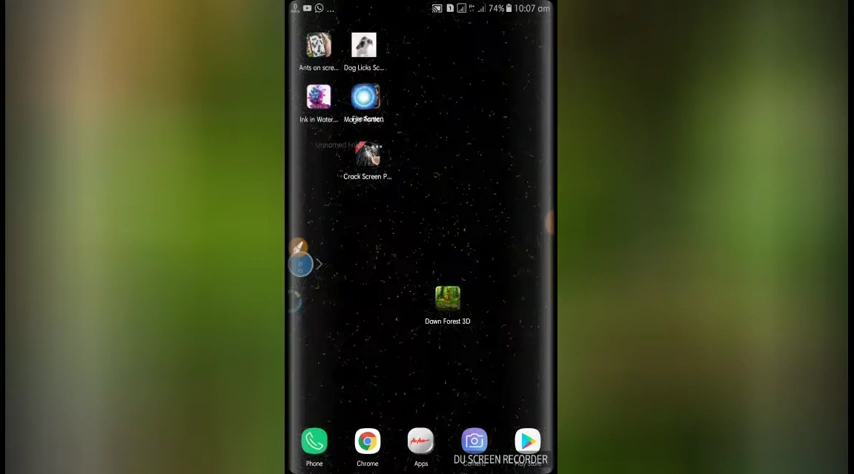 74% 10:07 am
Ants on scre... Dog Licks Sc...
Ink in Water...
Crack Screen P...
Dawn Forest 3D
Phone Chrome Apps
DU SCREEN RECORDER